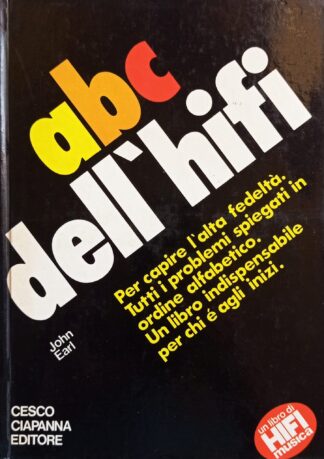 abc
dell'hifi
Per capire l'alta fedeltà.
Tutti i problemi spiegati in
ordine alfabetico.
Un libro indispensabile
per chi é agli inizi.
John
Earl
CESCO
CIAPANNA
EDITORE
un libro di
HIFI
musica